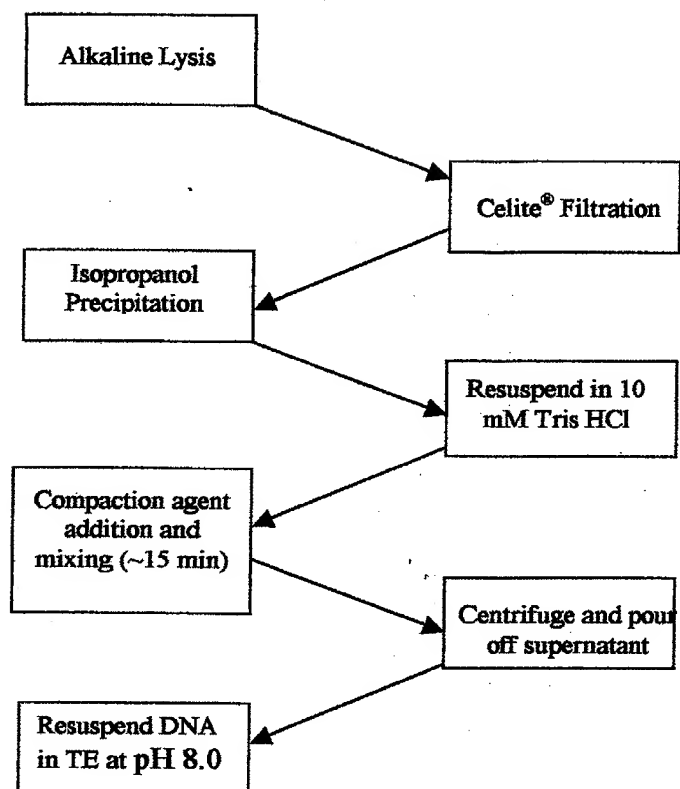 Alkaline Lysis
Celite® Filtration
Isopropanol
Precipitation
Resuspend in 10
mM Tris HCl
Compaction agent
addition and
mixing (~15 min)
Centrifuge and pour
off supernatant
Resuspend DNA
in TE at pH 8.0